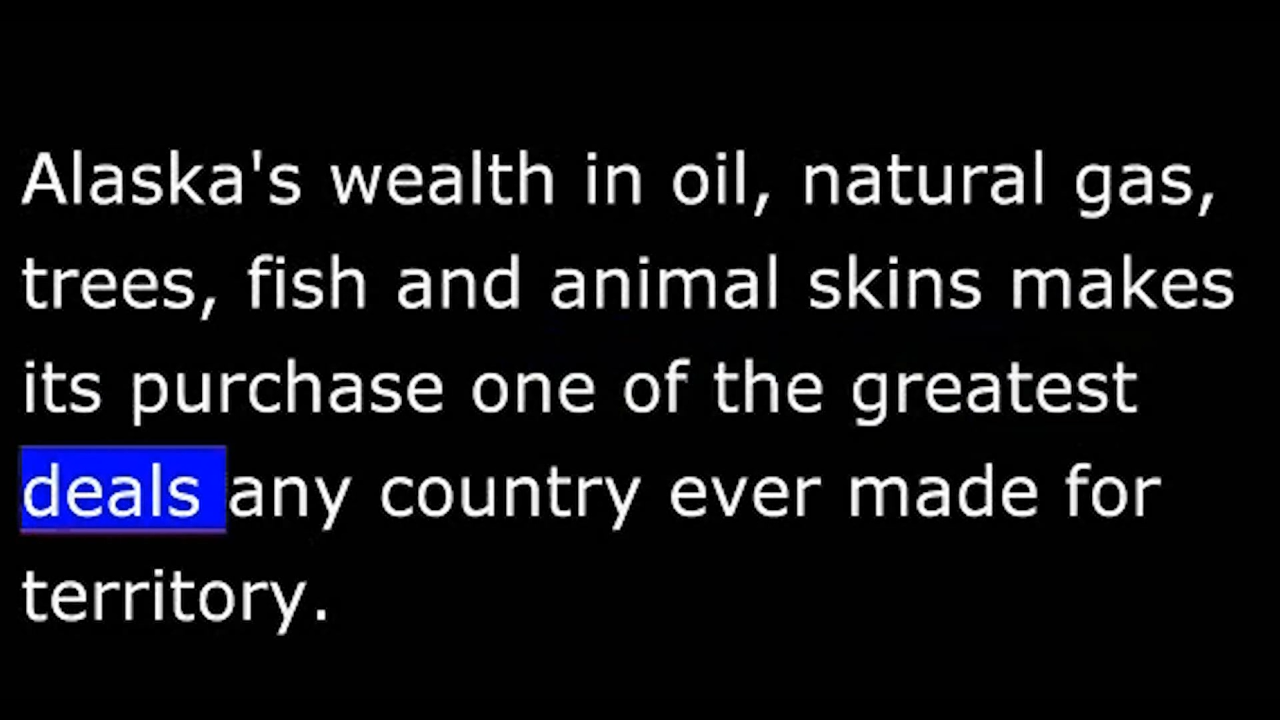 Alaska's wealth in oil, natural gas,
trees, fish and animal skins makes
its purchase one of the greatest
deals any country ever made for
territory.